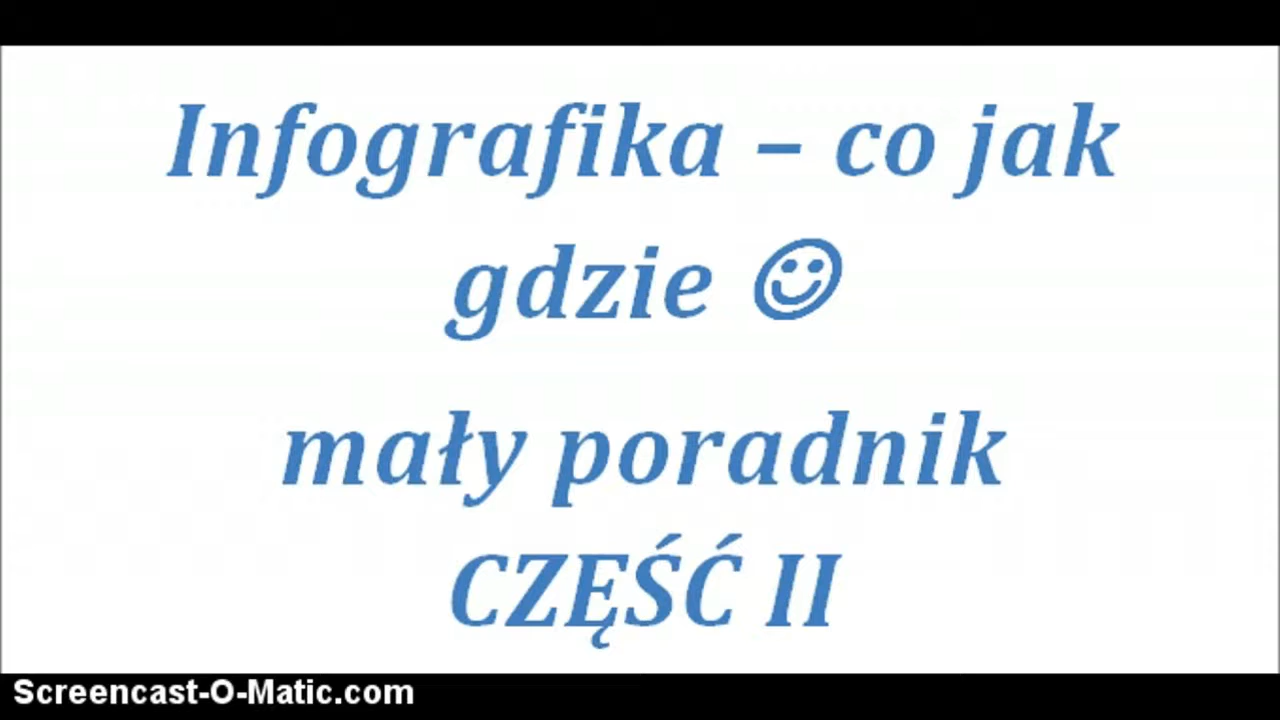 Infografika – co jak
gdzie ☺
mały poradnik
CZĘŚĆ II
Screencast-O-Matic.com